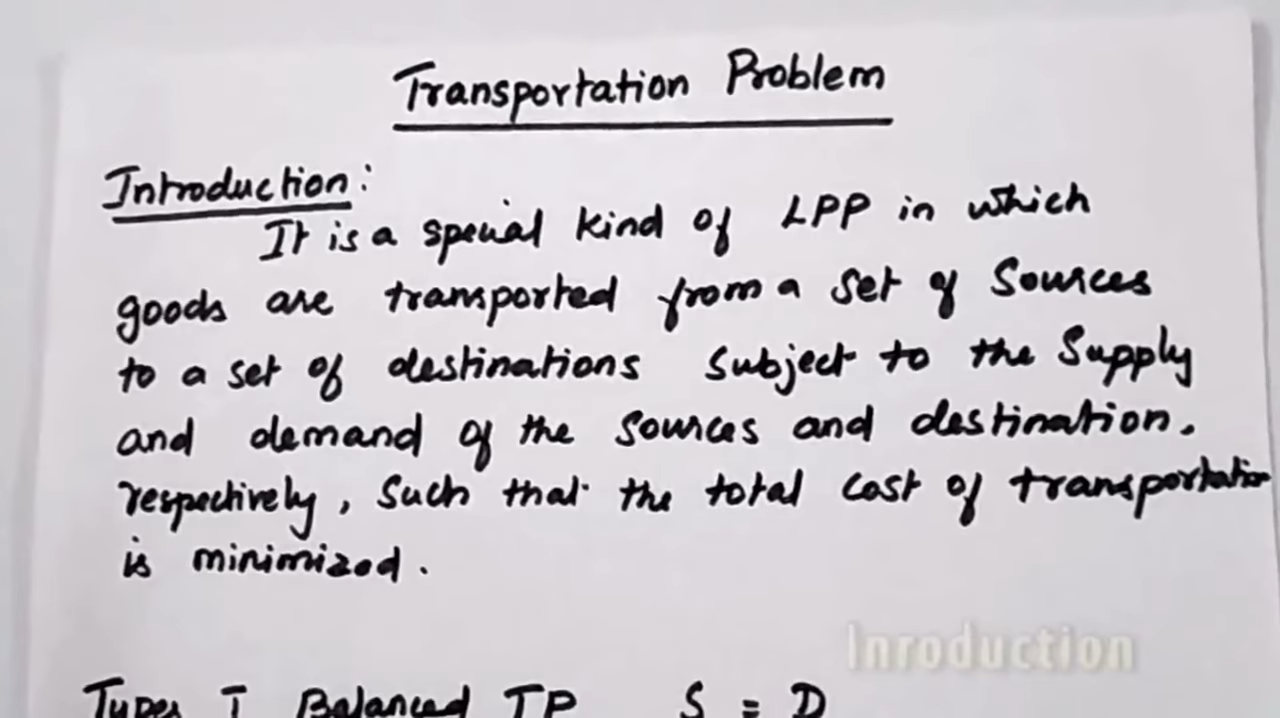 Transportation Problem
Introduction:
It is a special kind of LPP in which
goods are transported from a set of Sources
to a set of destinations Subject to the Supply
and demand of the Sources and destination.
respectively, Such that the total cost of transportation
is minimized.
Inroduction
Types I Balanced TP S = D